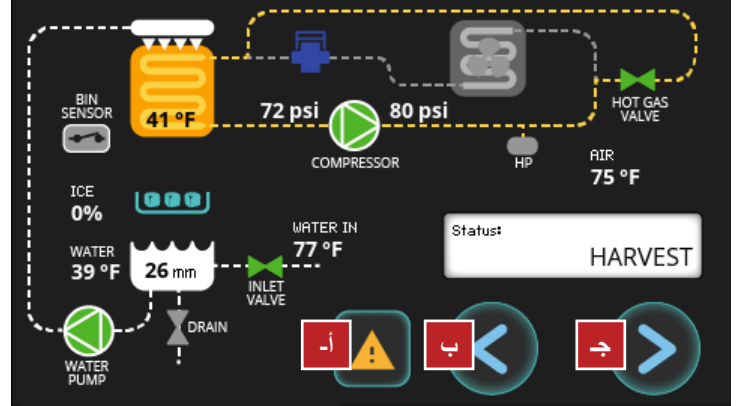 BIN
SENSOR
41 °F
72 psi
80 psi
COMPRESSOR
HP
HOT GAS
VALVE
AIR
75 °F
ICE
0%
WATER
39 °F
26 mm
WATER IN
77 °F
INLET
VALVE
DRAIN
WATER
PUMP
Status:
HARVEST
أ-
ب
جـ